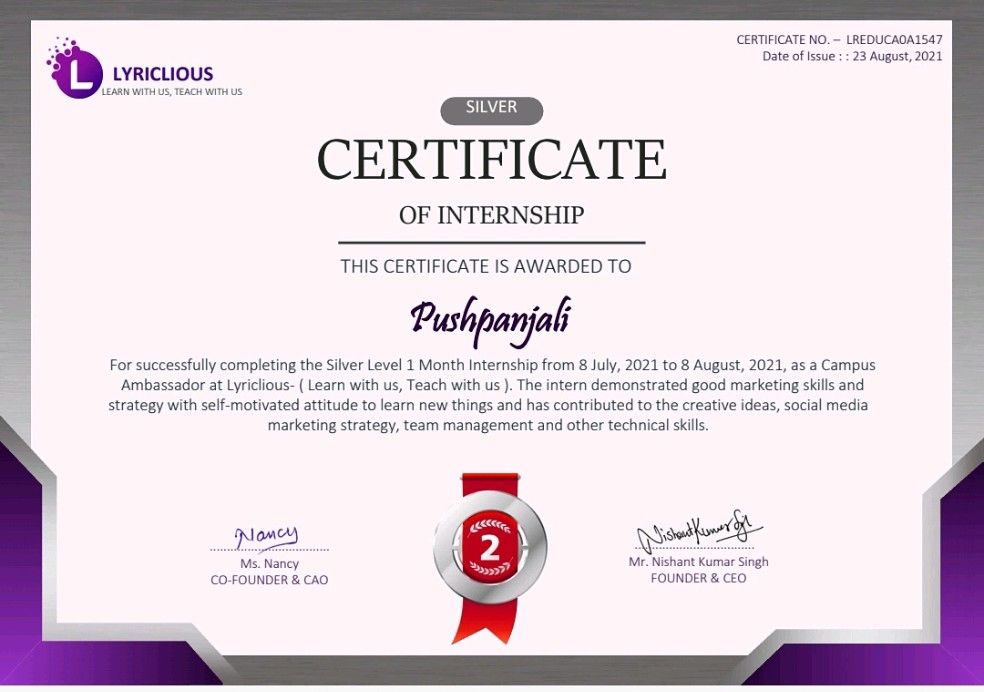 CERTIFICATE NO. – LREDUCA0A1547
Date of Issue : : 23 August, 2021
L LYRICLIOUS
LEARN WITH US, TEACH WITH US
SILVER
CERTIFICATE
OF INTERNSHIP
THIS CERTIFICATE IS AWARDED TO
Pushpanjali
For successfully completing the Silver Level 1 Month Internship from 8 July, 2021 to 8 August, 2021, as a Campus
Ambassador at Lyriclious- ( Learn with us, Teach with us ). The intern demonstrated good marketing skills and
strategy with self-motivated attitude to learn new things and has contributed to the creative ideas, social media
marketing strategy, team management and other technical skills.
Nancy
Ms. Nancy
CO-FOUNDER & CAO
2
Nishant Kumar Sgh
Mr. Nishant Kumar Singh
FOUNDER & CEO